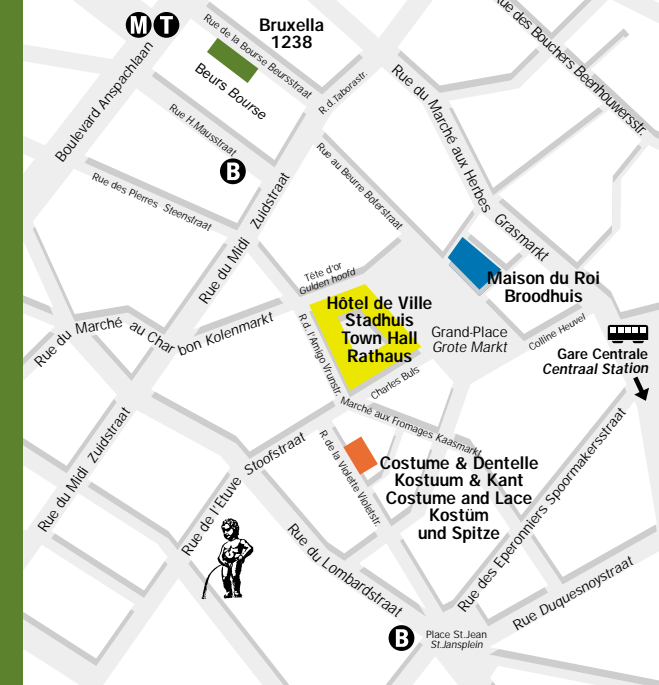 M T
Bruxella
1238
Rue de la Bourse Beursstraat
Beurs Bourse
Boulevard Anspachlaan
Rue H.Mausstraat
B
R.d.Taborastr.
Rue des Bouchers Beenhouwersstr.
Rue du Marché aux Herbes Grasmarkt
Rue au Beurre Boterstraat
Rue des Pierres Steenstraat
Rue du Midi Zuidstraat
Tête d'or
Gulden hoofd
Maison du Roi
Broodhuis
Hôtel de Ville
Stadhuis
Town Hall
Rathaus
Grand-Place
Grote Markt
Colline Heuvel
Gare Centrale
Centraal Station
Rue du Marché au Charbon Kolenmarkt
R.d. l'Amigo Vrunstr.
Charles Buls
Marché aux Fromages Kaasmarkt
Rue du Midi Zuidstraat
Rue de l'Etuve Stoofstraat
R. de la Violette Violetstr.
Costume & Dentelle
Kostuum & Kant
Costume and Lace
Kostüm
und Spitze
Rue des Eperonniers Spoormakersstraat
Rue du Lombardstraat
Rue Duquesnoystraat
B
Place St.Jean
St.Jansplein